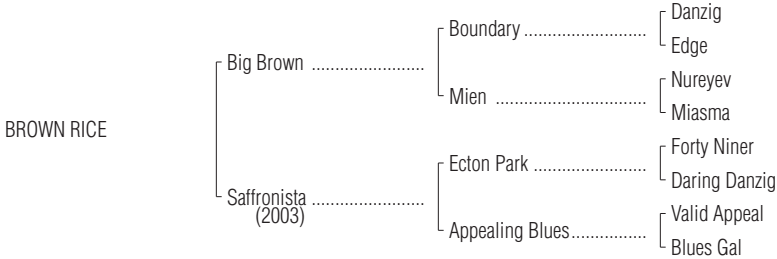 Danzig
Boundary ..........................
Edge
Big Brown ........................
Nureyev
Mien ................................
Miasma
BROWN RICE
Forty Niner
Ecton Park ........................
Daring Danzig
Saffronista ........................
(2003)
Valid Appeal
Appealing Blues................
Blues Gal